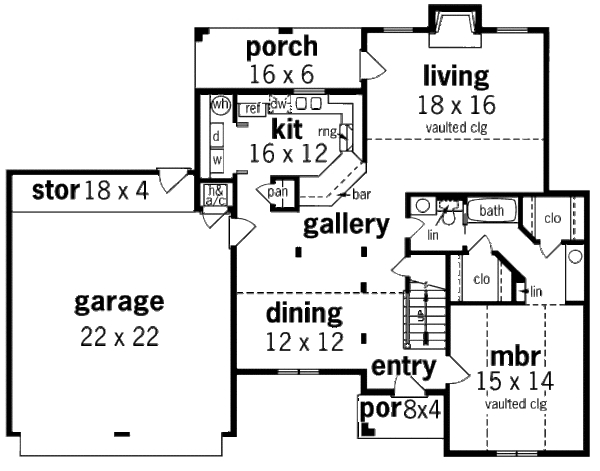 porch
16 x 6
living
18 x 16
vaulted clg
wh
ref
dw
kit
16 x 12
rng
d
w
pan
bar
stor 18 x 4
h&
a/c
gallery
lin
bath
clo
clo
lin
garage
22 x 22
dining
12 x 12
UP
entry
mbr
15 x 14
vaulted clg
por 8x4